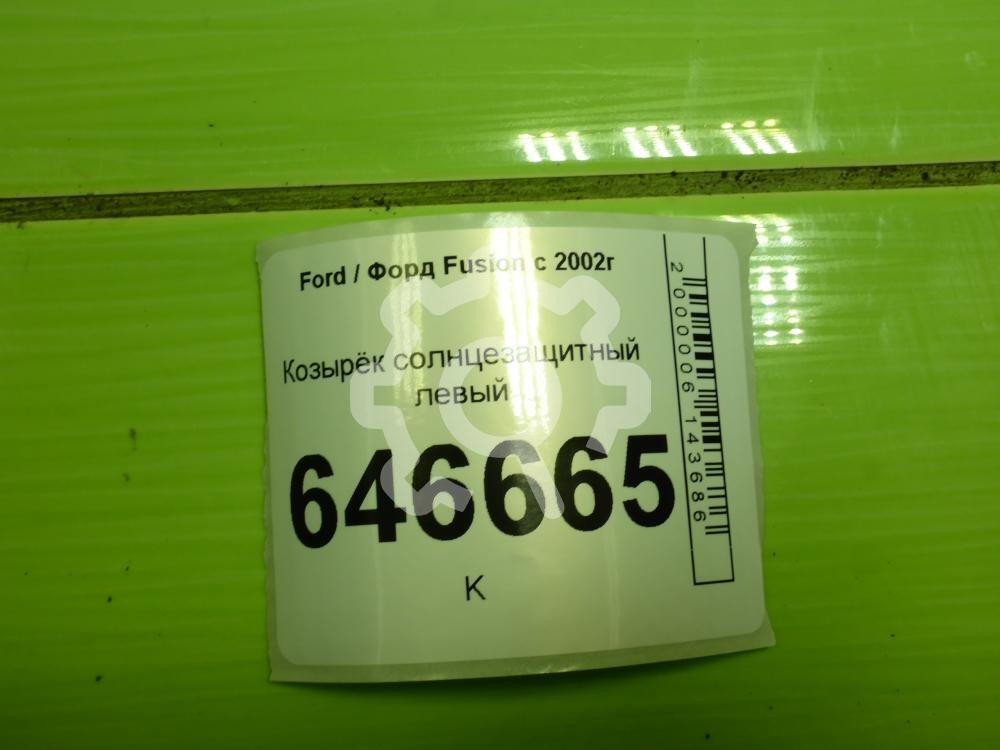 Ford / Форд Fusion с 2002г
Козырёк солнцезащитный
левый
646665
К
2000006143686